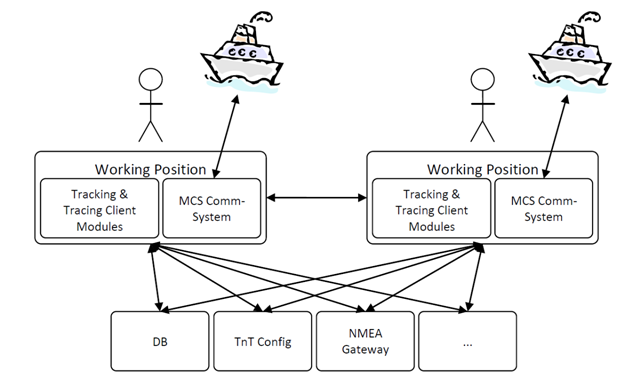 Working Position
Tracking &
Tracing Client
Modules
MCS Comm-
System
Working Position
Tracking &
Tracing Client
Modules
MCS Comm-
System
DB
TnT Config
NMEA
Gateway
...